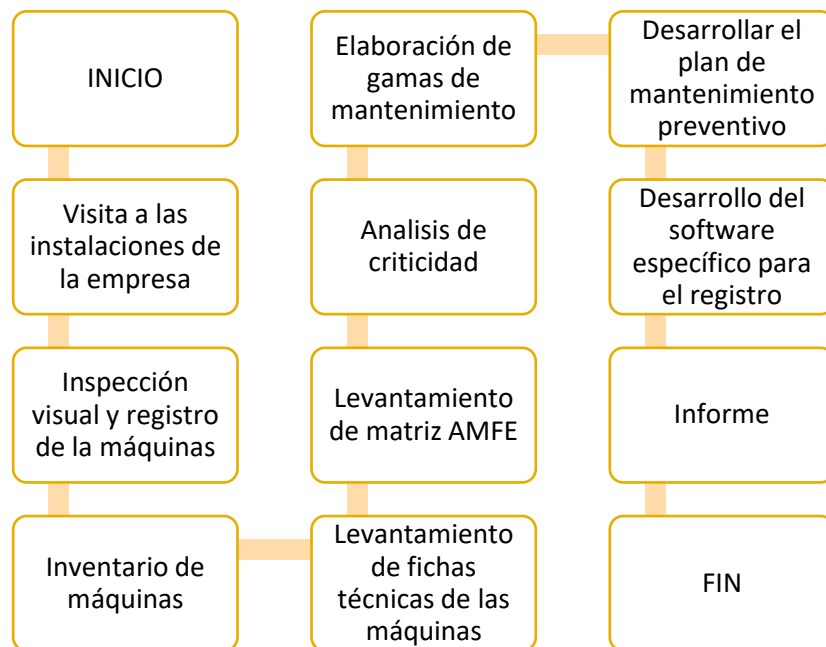 INICIO
Visita a las
instalaciones de
la empresa
Inspección
visual y registro
de la máquinas
Inventario de
máquinas
Levantamiento
de fichas
técnicas de las
máquinas
Levantamiento
de matriz AMFE
Analisis de
criticidad
Elaboración de
gamas de
mantenimiento
Desarrollar el
plan de
mantenimiento
preventivo
Desarrollo del
software
específico para
el registro
Informe
FIN